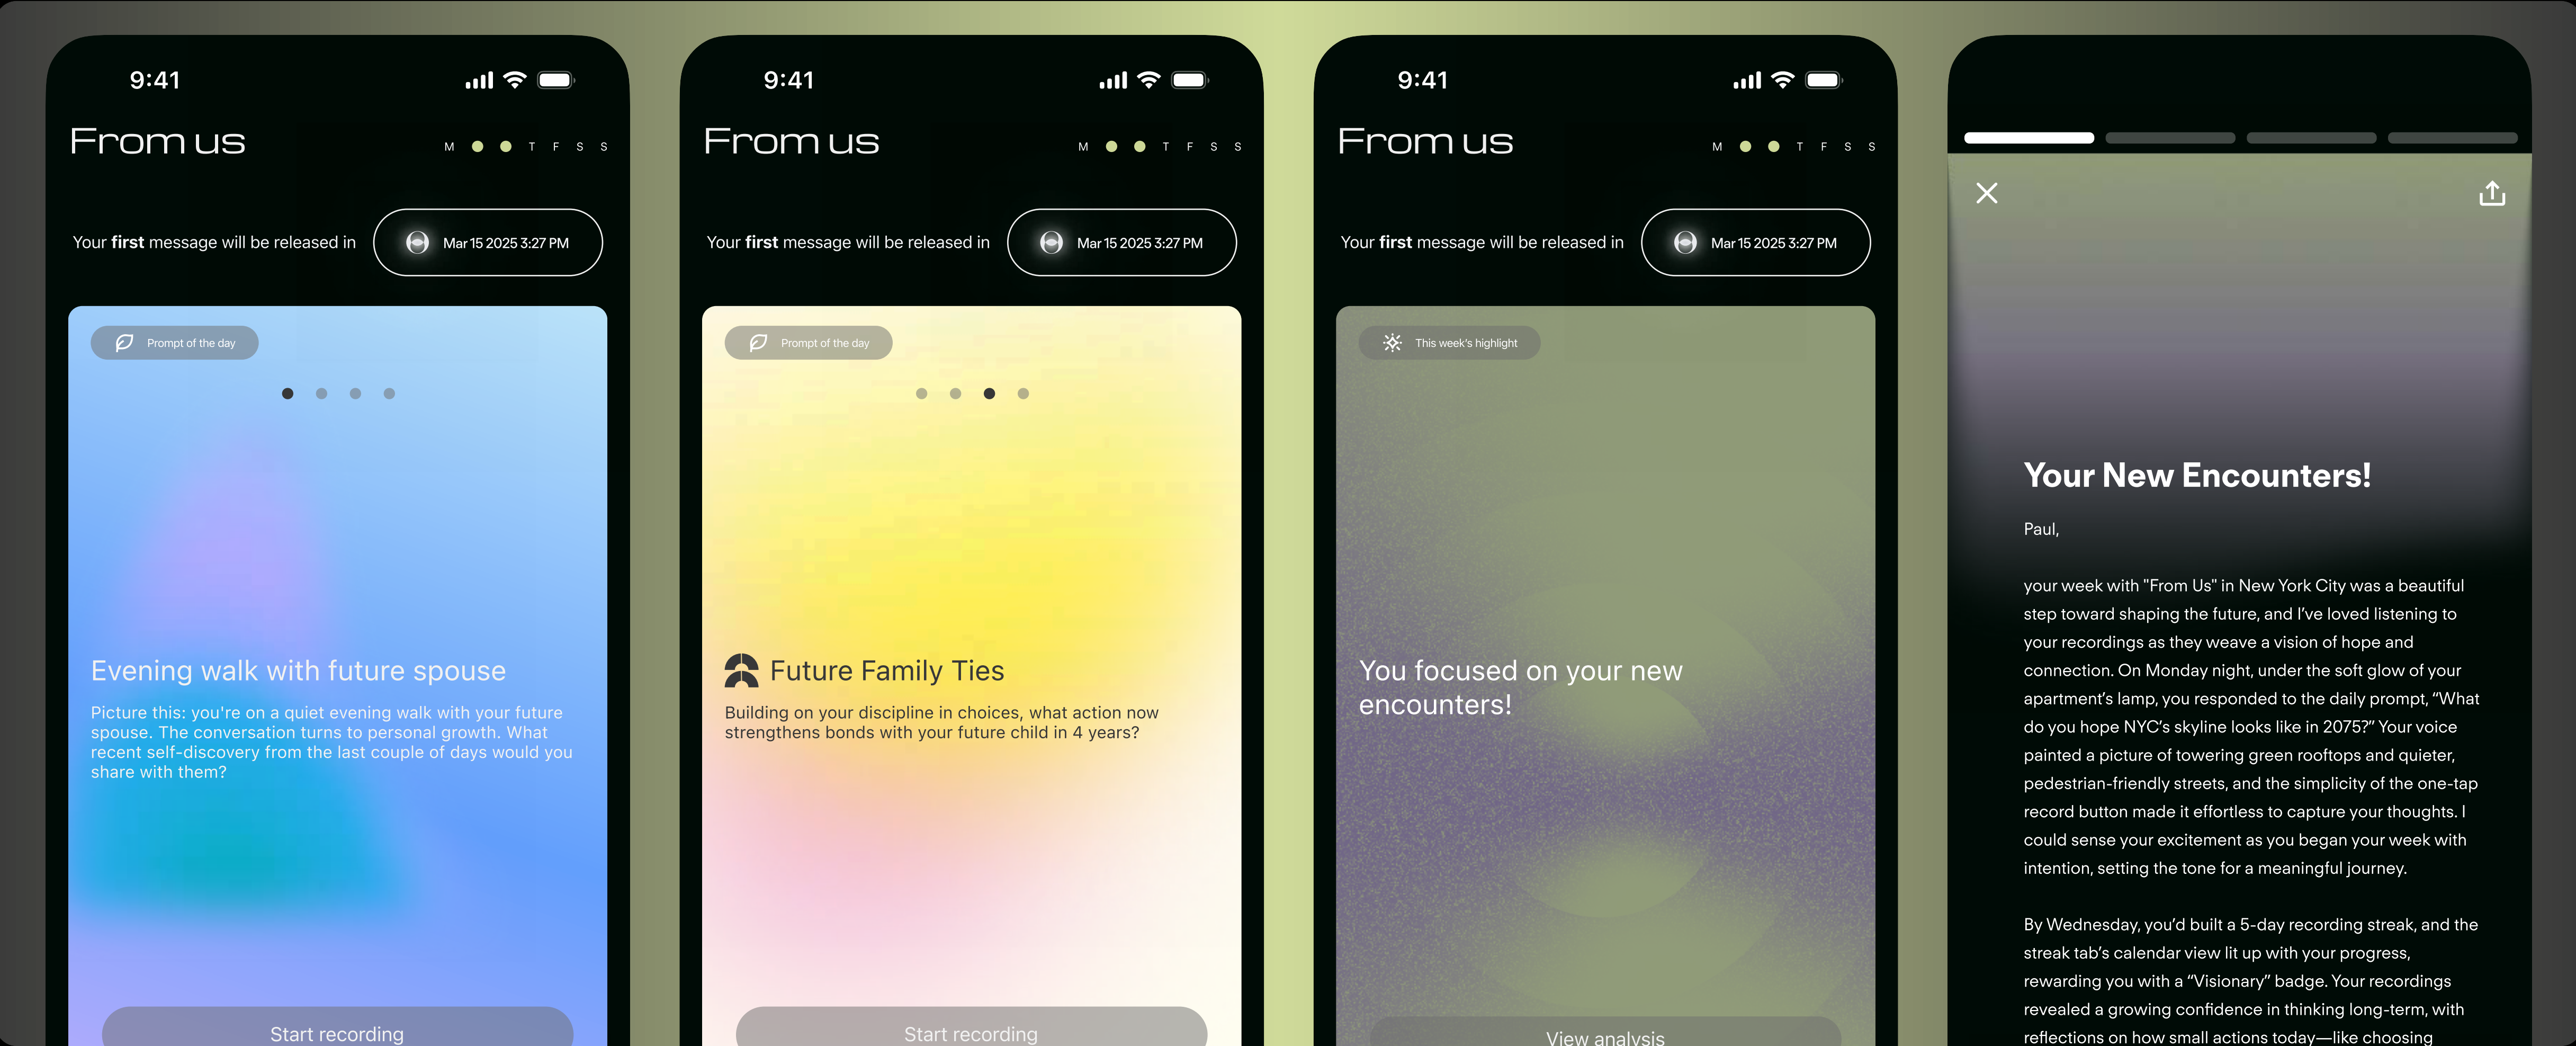 9:41
From us
M T F S S
Your first message will be released in
Mar 15 2025 3:27 PM
Prompt of the day
Evening walk with future spouse
Picture this: you're on a quiet evening walk with your future
spouse. The conversation turns to personal growth. What
recent self-discovery from the last couple of days would you
share with them?
Start recording
9:41
From us
M T F S S
Your first message will be released in
Mar 15 2025 3:27 PM
Prompt of the day
Future Family Ties
Building on your discipline in choices, what action now
strengthens bonds with your future child in 4 years?
Start recording
9:41
From us
M T F S S
Your first message will be released in
Mar 15 2025 3:27 PM
This week's highlight
You focused on your new
encounters!
View analysis
Your New Encounters!
Paul,
your week with "From Us" in New York City was a beautiful
step toward shaping the future, and I’ve loved listening to
your recordings as they weave a vision of hope and
connection. On Monday night, under the soft glow of your
apartment’s lamp, you responded to the daily prompt, “What
do you hope NYC’s skyline looks like in 2075?” Your voice
painted a picture of towering green rooftops and quieter,
pedestrian-friendly streets, and the simplicity of the one-tap
record button made it effortless to capture your thoughts. I
could sense your excitement as you began your week with
intention, setting the tone for a meaningful journey.
By Wednesday, you’d built a 5-day recording streak, and the
streak tab’s calendar view lit up with your progress,
rewarding you with a “Visionary” badge. Your recordings
revealed a growing confidence in thinking long-term, with
reflections on how small actions today—like choosing